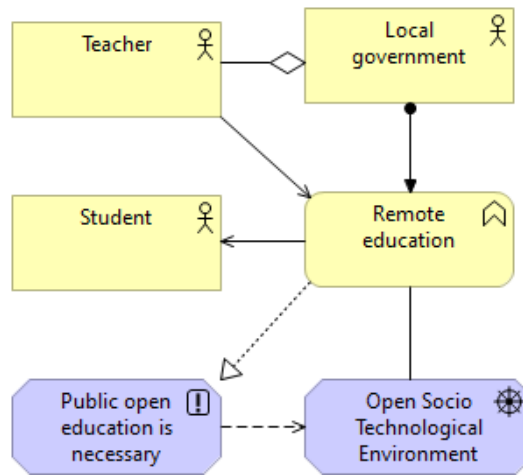 Teacher
Local
government
Student
Remote
education
Public open
education is
necessary
Open Socio
Technological
Environment